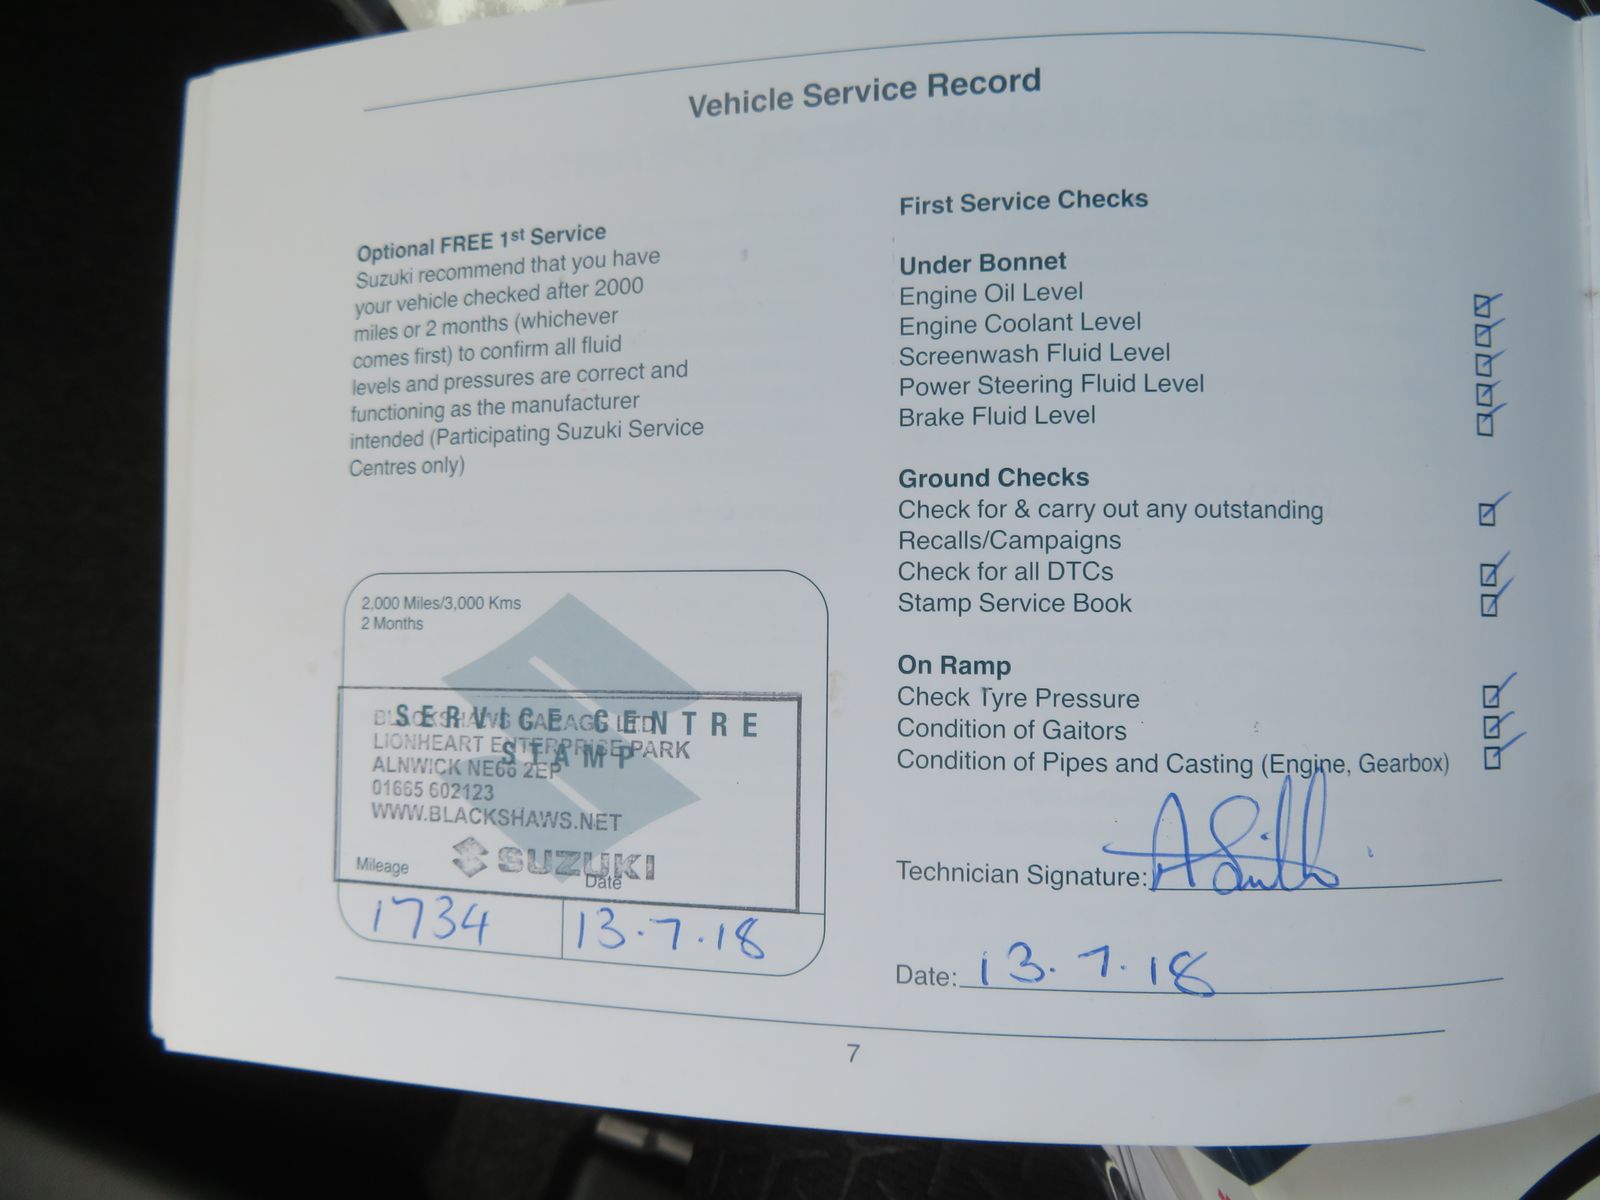 Vehicle Service Record
Optional FREE 1st Service
Suzuki recommend that you have
your vehicle checked after 2000
miles or 2 months (whichever
comes first) to confirm all fluid
levels and pressures are correct and
functioning as the manufacturer
intended (Participating Suzuki Service
Centres only)
2,000 Miles/3,000 Kms
2 Months
SERVICE CENTRE
STAMP
BLACKSHAWS GARAGE LTD
LIONHEART ENTERPRISE PARK
ALNWICK NE66 2EP
01665 602123
WWW.BLACKSHAWS.NET
SUZUKI
Mileage
Date
1734
13.7.18
First Service Checks
Under Bonnet
Engine Oil Level
Engine Coolant Level
Screenwash Fluid Level
Power Steering Fluid Level
Brake Fluid Level
Ground Checks
Check for & carry out any outstanding
Recalls/Campaigns
Check for all DTCs
Stamp Service Book
On Ramp
Check Tyre Pressure
Condition of Gaitors
Condition of Pipes and Casting (Engine, Gearbox)
Technician Signature: A Smith
Date: 13.7.18
7